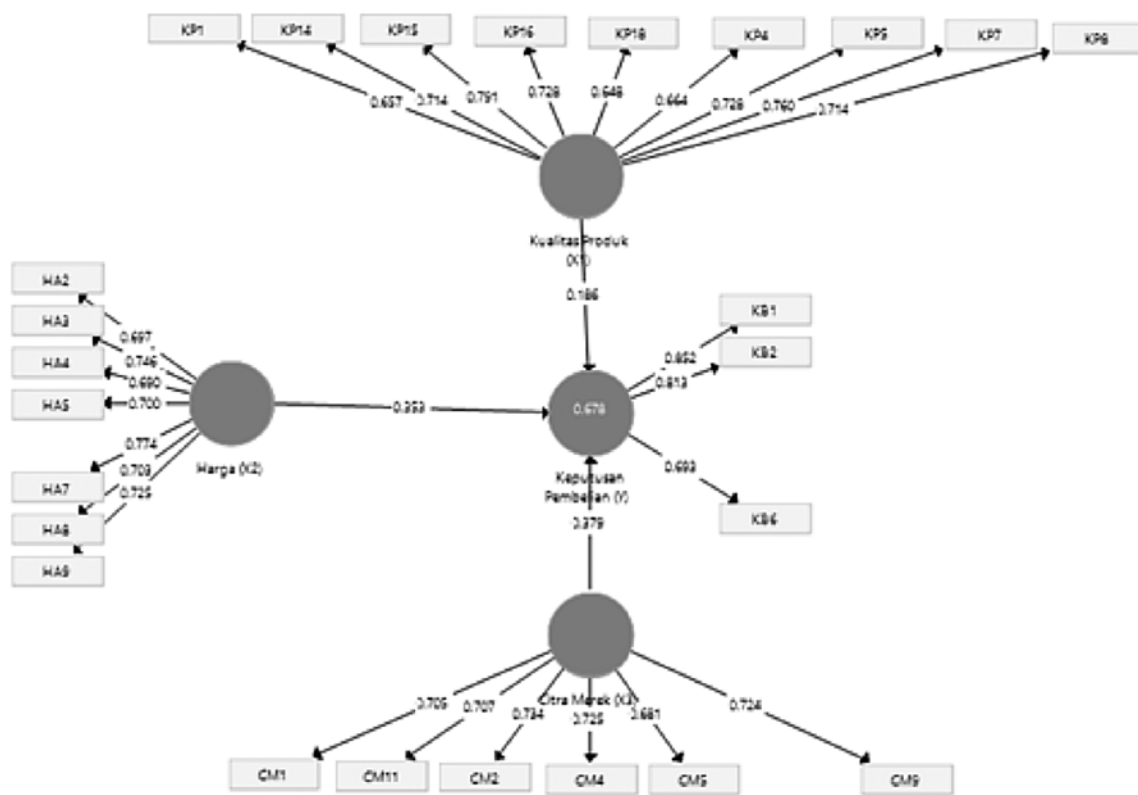 KP1 KP14 KP15 KP16 KP18 KP4 KP5 KP7 KP8
0.657 0.714 0.791 0.728 0.648 0.664 0.728 0.760 0.714
Kualitas Produk
(X1)
0.186
HA2
HA3
HA4
HA5
HA7
HA8
HA9
0.697
0.746
0.690
0.700
0.774
0.703
0.725
Harga (X2)
0.353
0.678
Keputusan
Pembelian (Y)
KB1
KB2
KB6
0.852
0.813
0.693
0.379
Citra Merek (X3)
0.705 0.707 0.734 0.725 0.681 0.724
CM1 CM11 CM2 CM4 CM5 CM9